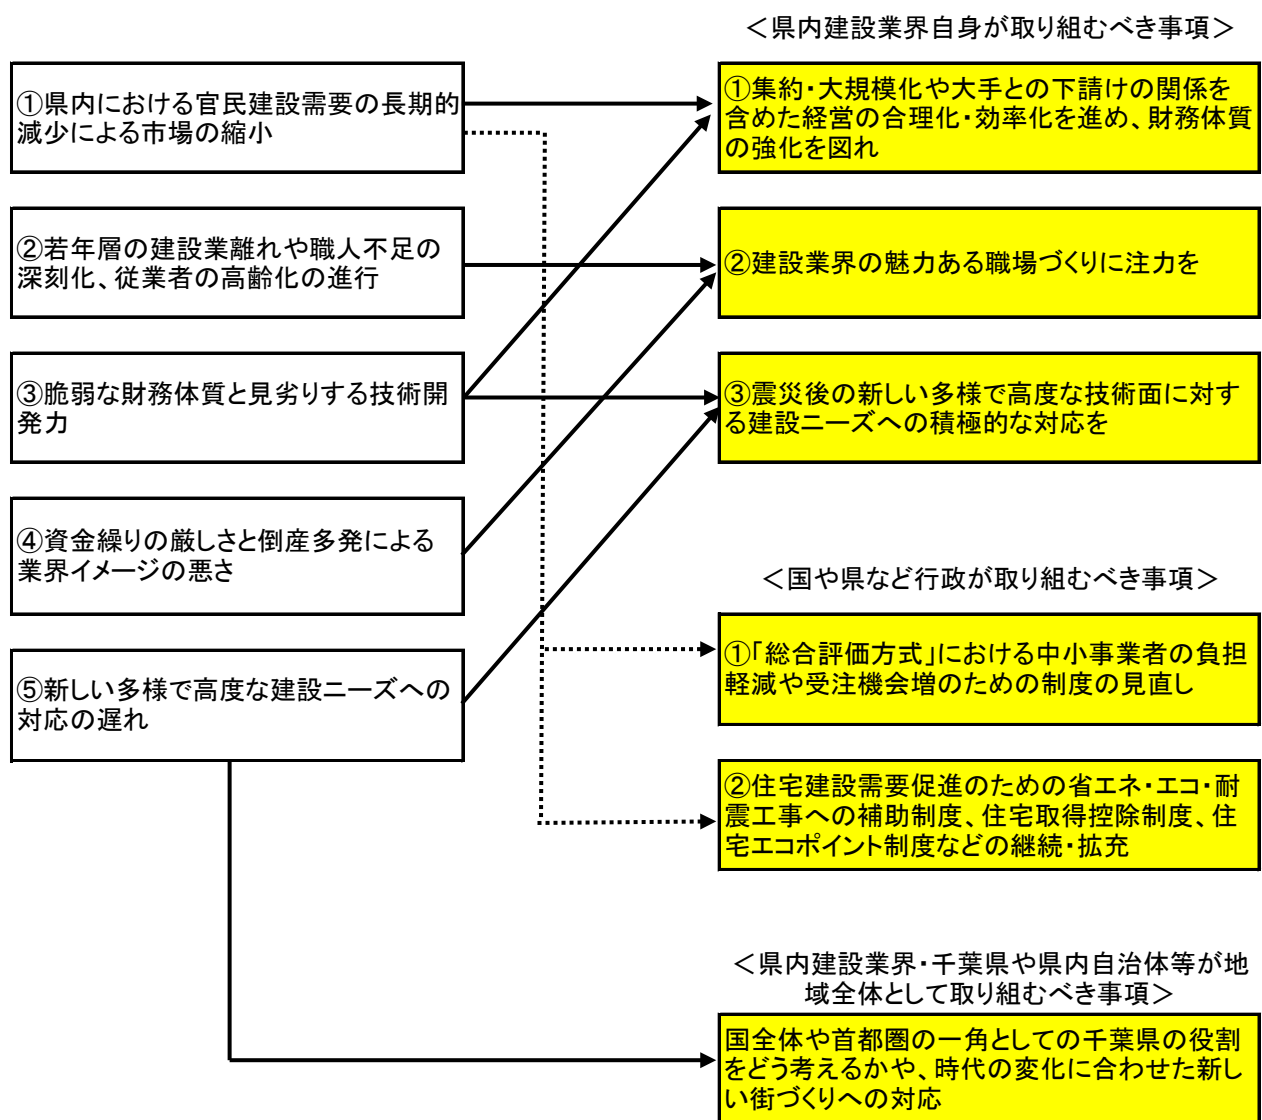 ①県内における官民建設需要の長期的
減少による市場の縮小
②若年層の建設業離れや職人不足の
深刻化、従業者の高齢化の進行
③脆弱な財務体質と見劣りする技術開
発力
④資金繰りの厳しさと倒産多発による
業界イメージの悪さ
⑤新しい多様で高度な建設ニーズへの
対応の遅れ
＜県内建設業界自身が取り組むべき事項＞
①集約・大規模化や大手との下請けの関係を
含めた経営の合理化・効率化を進め、財務体質
の強化を図れ
②建設業界の魅力ある職場づくりに注力を
③震災後の新しい多様で高度な技術面に対す
る建設ニーズへの積極的な対応を
＜国や県など行政が取り組むべき事項＞
①「総合評価方式」における中小事業者の負担
軽減や受注機会増のための制度の見直し
②住宅建設需要促進のための省エネ・エコ・耐
震工事への補助制度、住宅取得控除制度、住
宅エコポイント制度などの継続・拡充
＜県内建設業界・千葉県や県内自治体等が地
域全体として取り組むべき事項＞
国全体や首都圏の一角としての千葉県の役割
をどう考えるかや、時代の変化に合わせた新し
い街づくりへの対応